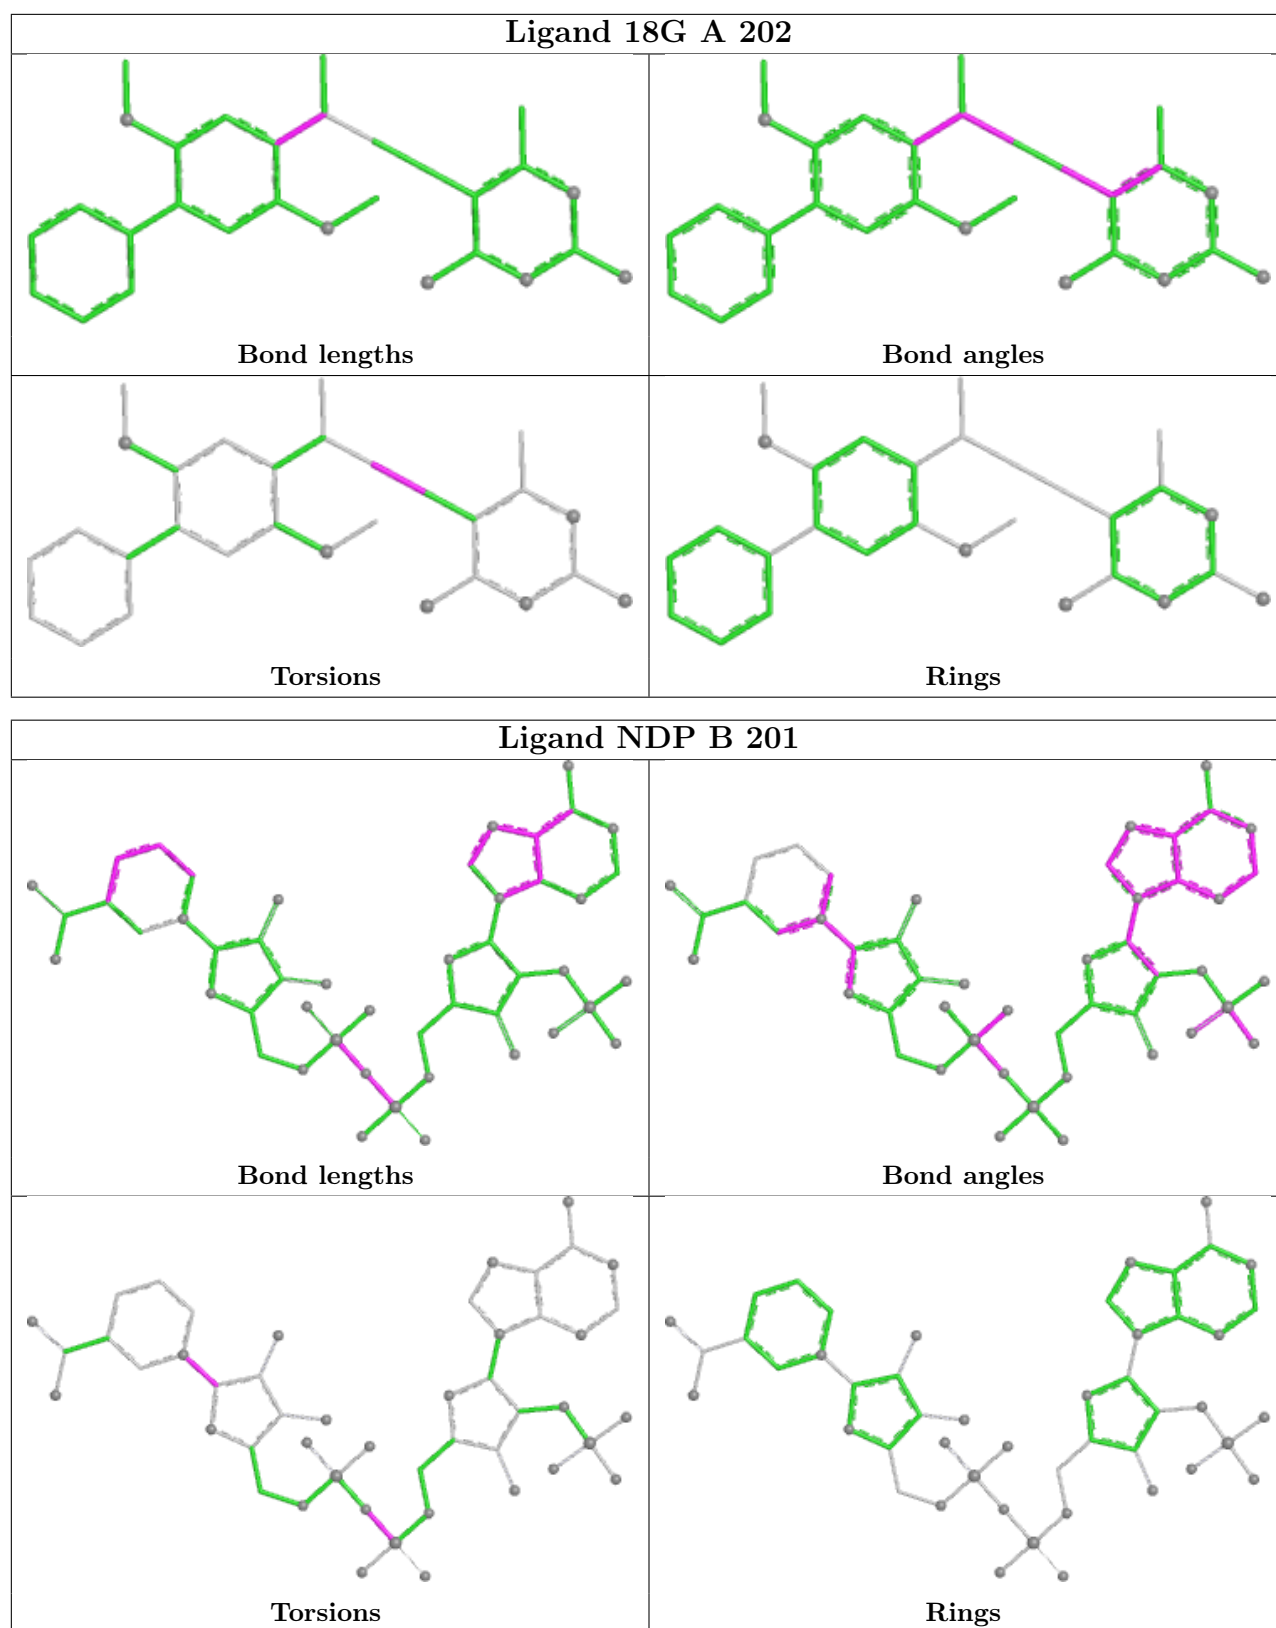 Ligand 18G A 202
Bond lengths
Bond angles
Torsions
Rings
Ligand NDP B 201
Bond lengths
Bond angles
Torsions
Rings